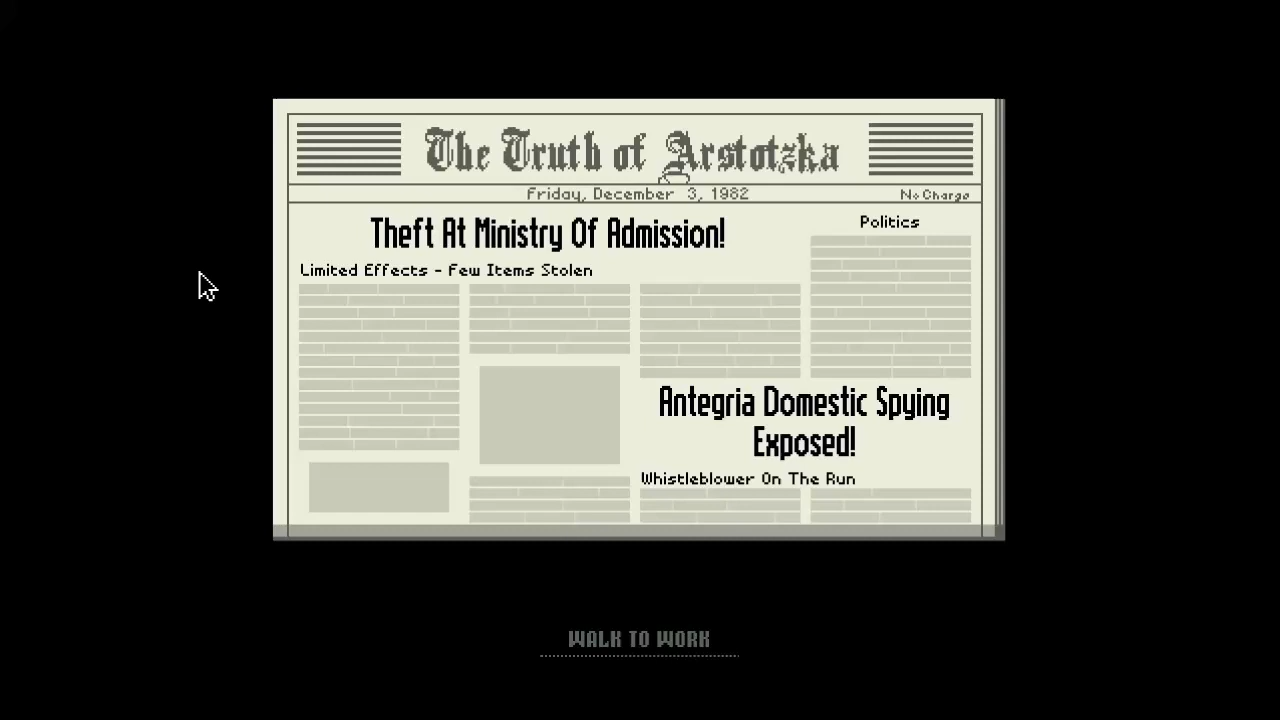 The Truth of Arstotzka
Friday, December 3, 1982
No Charge
Theft At Ministry Of Admission!
Limited Effects - Few Items Stolen
Politics
Antegria Domestic Spying
Exposed!
Whistleblower On The Run
WALK TO WORK